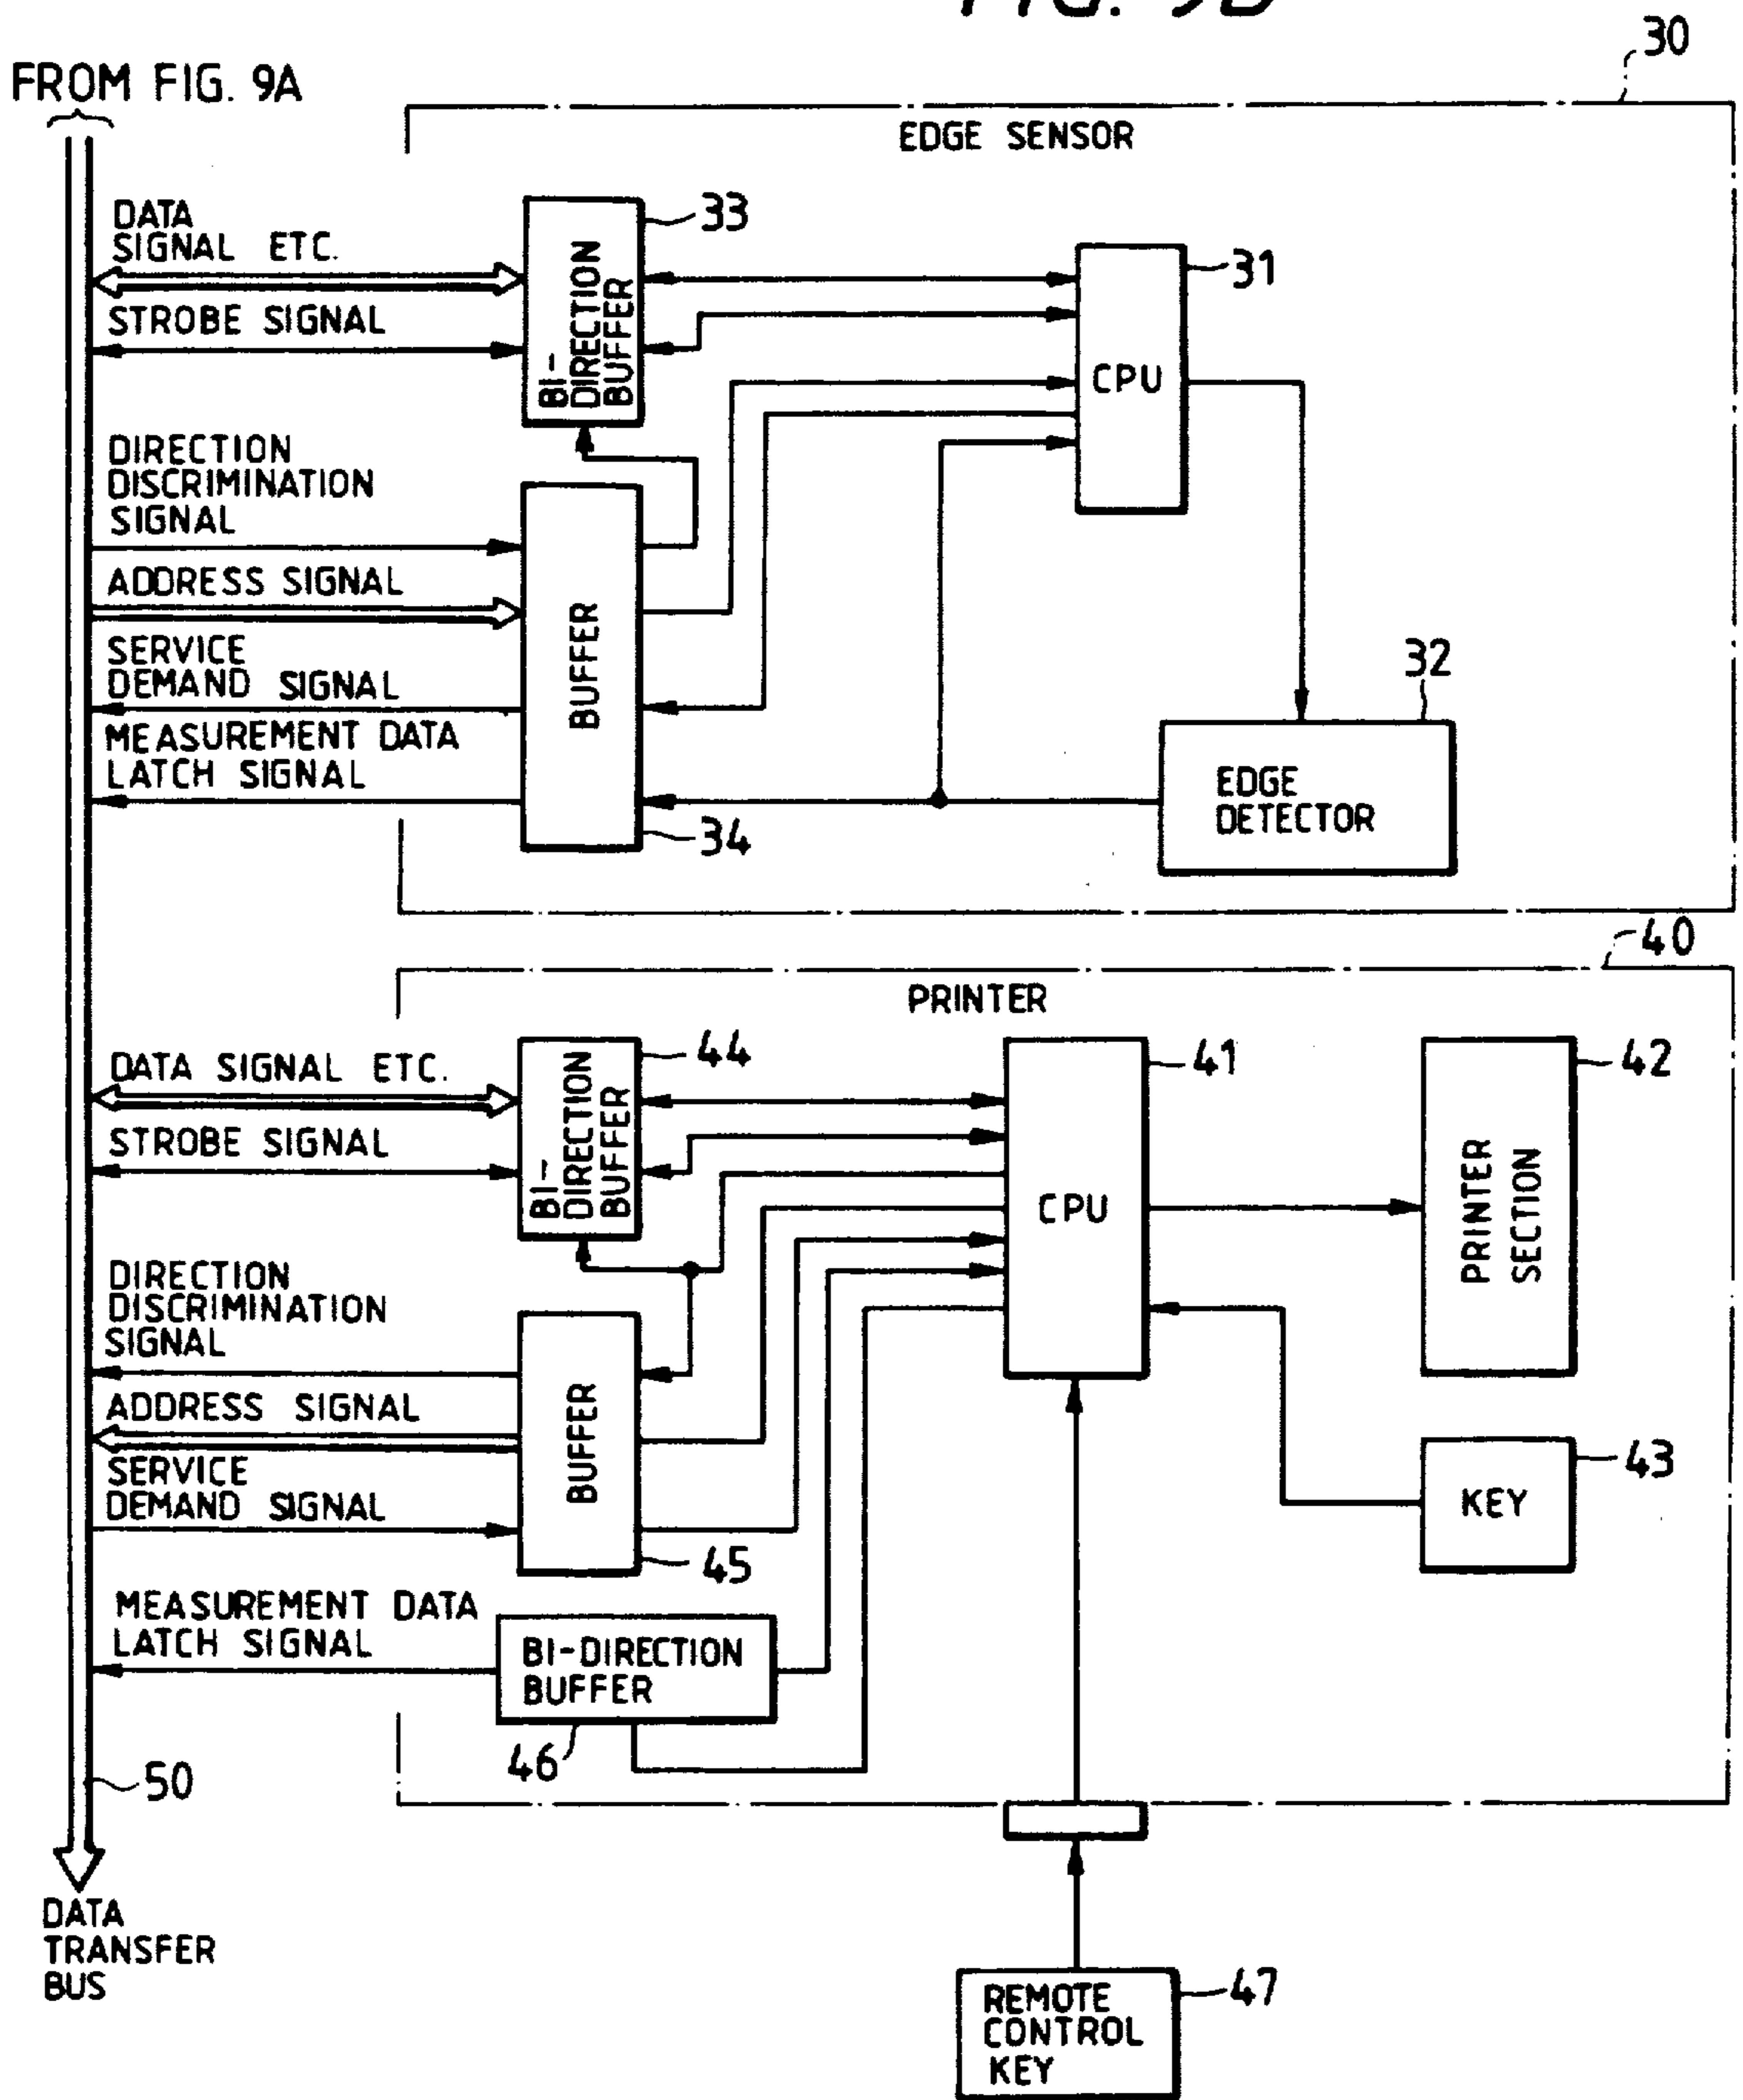 FIG. 9B
FROM FIG. 9A
30
EDGE SENSOR
DATA
SIGNAL ETC.
STROBE SIGNAL
BI-
DIRECTION
BUFFER
33
31
CPU
DIRECTION
DISCRIMINATION
SIGNAL
ADDRESS SIGNAL
SERVICE
DEMAND SIGNAL
MEASUREMENT DATA
LATCH SIGNAL
BUFFER
34
32
EDGE
DETECTOR
40
PRINTER
DATA SIGNAL ETC.
STROBE SIGNAL
BI-
DIRECTION
BUFFER
44
41
CPU
42
PRINTER
SECTION
DIRECTION
DISCRIMINATION
SIGNAL
ADDRESS SIGNAL
SERVICE
DEMAND SIGNAL
BUFFER
45
43
KEY
MEASUREMENT DATA
LATCH SIGNAL
BI-DIRECTION
BUFFER
46
50
DATA
TRANSFER
BUS
47
REMOTE
CONTROL
KEY